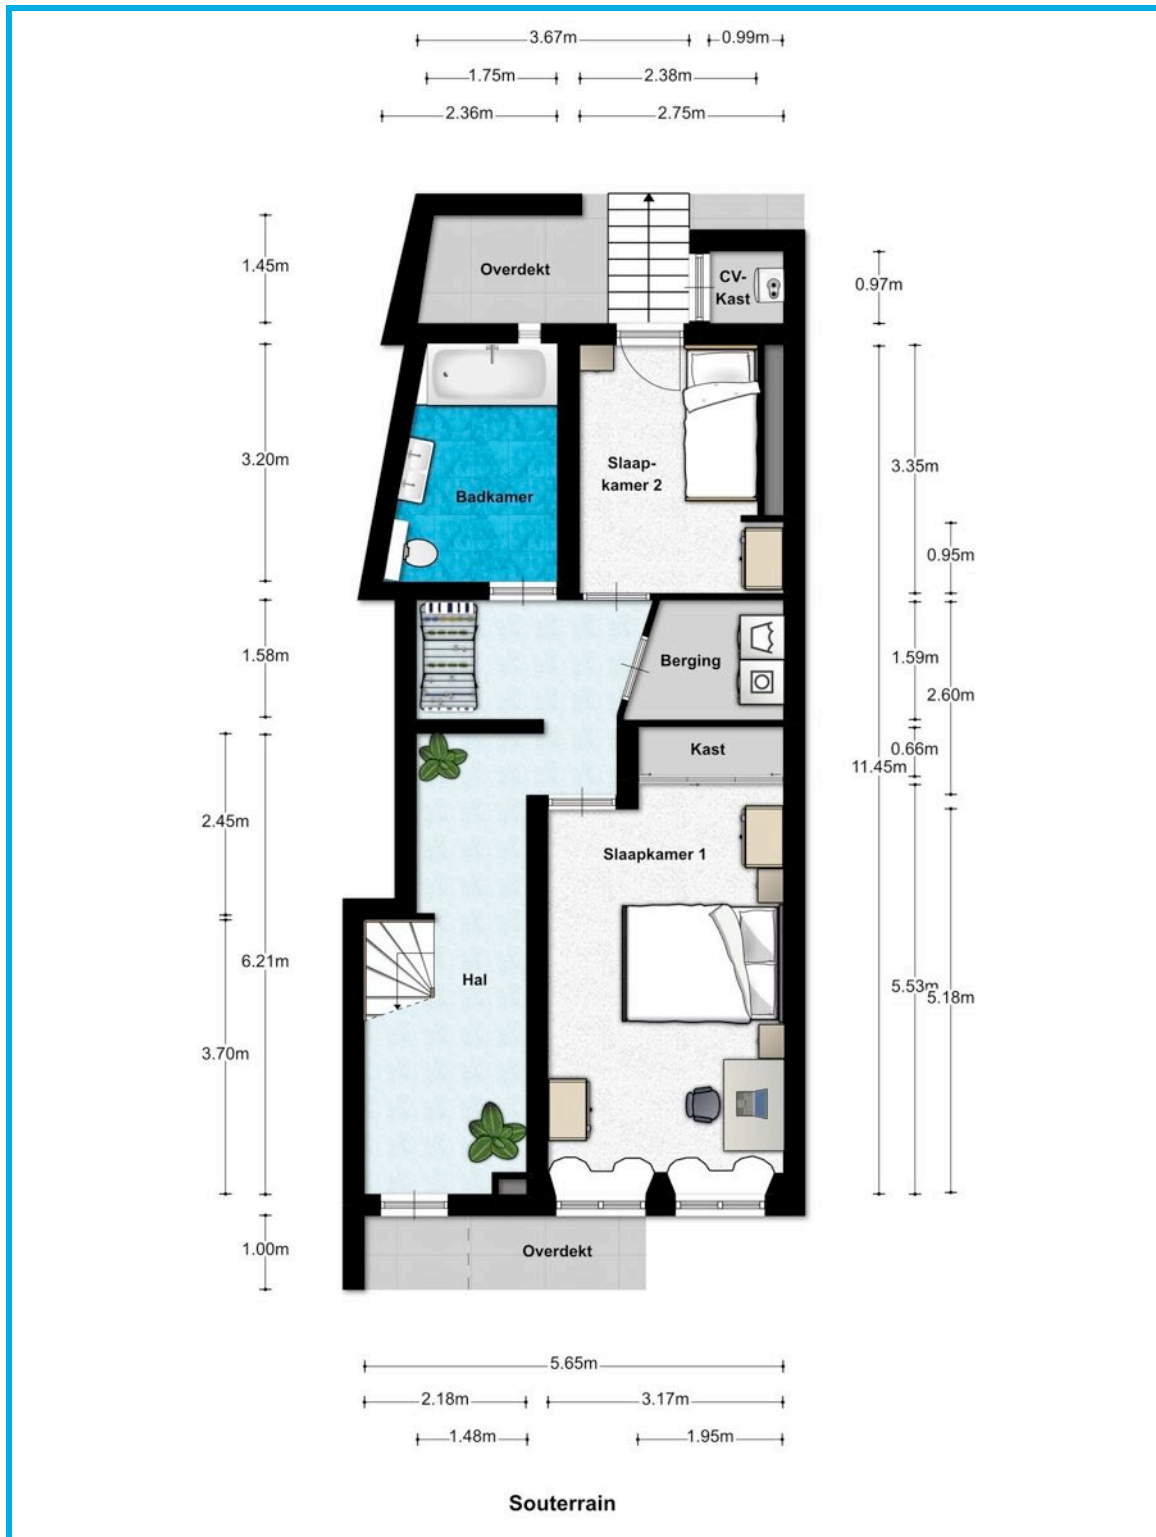 3.67m
0.99m
1.75m
2.38m
2.36m
2.75m
1.45m
Overdekt
CV-
Kast
0.97m
3.20m
Slaap-
kamer 2
3.35m
Badkamer
0.95m
1.58m
Berging
1.59m
2.60m
Kast
0.66m
11.45m
2.45m
Slaapkamer 1
6.21m
Hal
5.53m
5.18m
3.70m
1.00m
Overdekt
5.65m
2.18m
3.17m
1.48m
1.95m
Souterrain